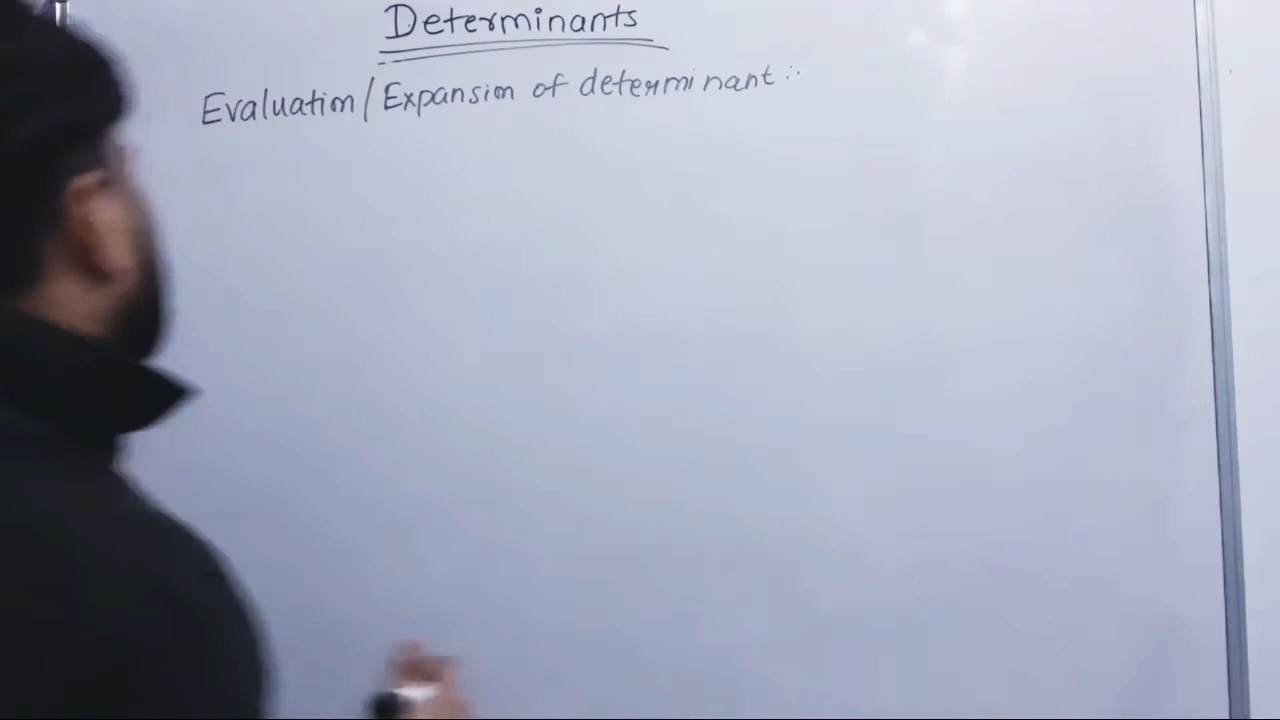 Determinants
Evaluation/Expansion of determinant :-